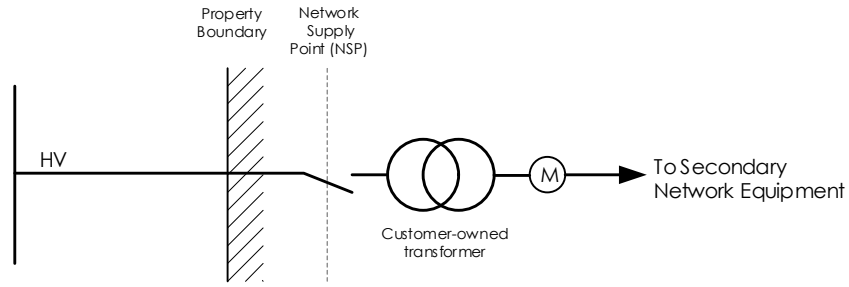 Property
Boundary
Network
Supply
Point (NSP)
HV
M
To Secondary
Network Equipment
Customer-owned
transformer